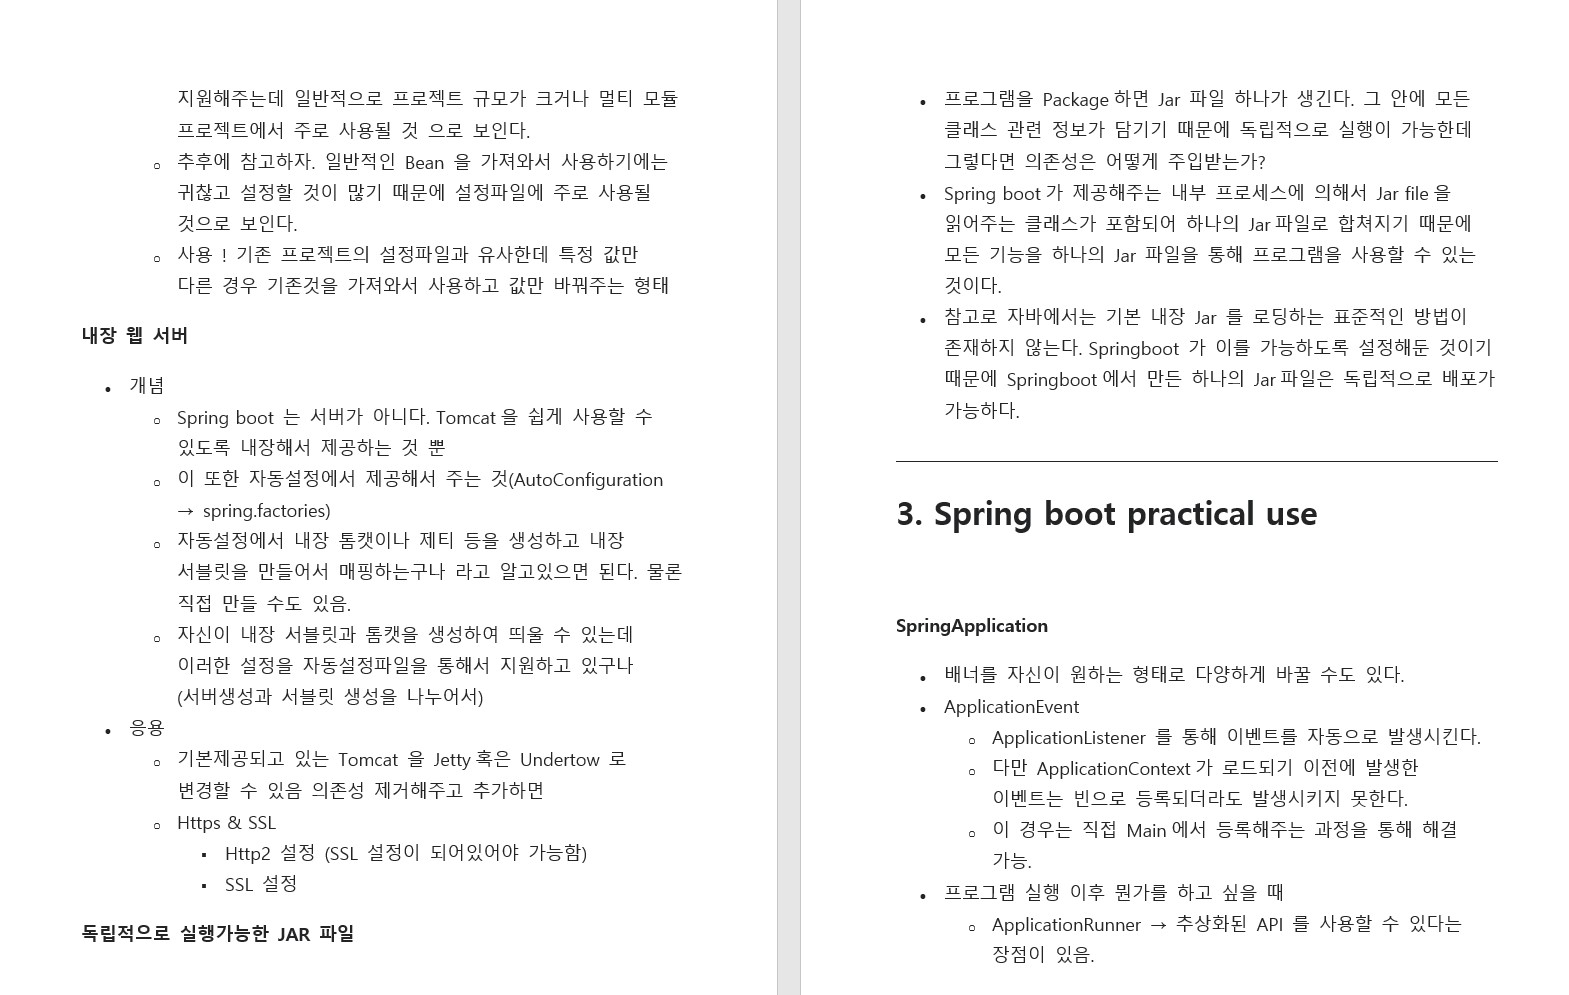 지원해주는데 일반적으로 프로젝트 규모가 크거나 멀티 모듈
프로젝트에서 주로 사용될 것 으로 보인다.
추후에 참고하자. 일반적인 Bean 을 가져와서 사용하기에는
귀찮고 설정할 것이 많기 때문에 설정파일에 주로 사용될
것으로 보인다.
사용 ! 기존 프로젝트의 설정파일과 유사한데 특정 값만
다른 경우 기존것을 가져와서 사용하고 값만 바꿔주는 형태
내장 웹 서버
개념
Spring boot 는 서버가 아니다. Tomcat 을 쉽게 사용할 수
있도록 내장해서 제공하는 것 뿐
이 또한 자동설정에서 제공해서 주는 것(AutoConfiguration
→ spring.factories)
자동설정에서 내장 톰캣이나 제티 등을 생성하고 내장
서블릿을 만들어서 매핑하는구나 라고 알고있으면 된다. 물론
직접 만들 수도 있음.
자신이 내장 서블릿과 톰캣을 생성하여 띄울 수 있는데
이러한 설정을 자동설정파일을 통해서 지원하고 있구나
(서버생성과 서블릿 생성을 나누어서)
응용
기본제공되고 있는 Tomcat 을 Jetty 혹은 Undertow 로
변경할 수 있음 의존성 제거해주고 추가하면
Https & SSL
Http2 설정 (SSL 설정이 되어있어야 가능함)
SSL 설정
독립적으로 실행가능한 JAR 파일
프로그램을 Package 하면 Jar 파일 하나가 생긴다. 그 안에 모든
클래스 관련 정보가 담기기 때문에 독립적으로 실행이 가능한데
그렇다면 의존성은 어떻게 주입받는가?
Spring boot 가 제공해주는 내부 프로세스에 의해서 Jar file 을
읽어주는 클래스가 포함되어 하나의 Jar 파일로 합쳐지기 때문에
모든 기능을 하나의 Jar 파일을 통해 프로그램을 사용할 수 있는
것이다.
참고로 자바에서는 기본 내장 Jar 를 로딩하는 표준적인 방법이
존재하지 않는다. Springboot 가 이를 가능하도록 설정해둔 것이기
때문에 Springboot 에서 만든 하나의 Jar 파일은 독립적으로 배포가
가능하다.
3. Spring boot practical use
SpringApplication
배너를 자신이 원하는 형태로 다양하게 바꿀 수도 있다.
ApplicationEvent
ApplicationListener 를 통해 이벤트를 자동으로 발생시킨다.
다만 ApplicationContext 가 로드되기 이전에 발생한
이벤트는 빈으로 등록되더라도 발생시키지 못한다.
이 경우는 직접 Main 에서 등록해주는 과정을 통해 해결
가능.
프로그램 실행 이후 뭔가를 하고 싶을 때
ApplicationRunner → 추상화된 API 를 사용할 수 있다는
장점이 있음.